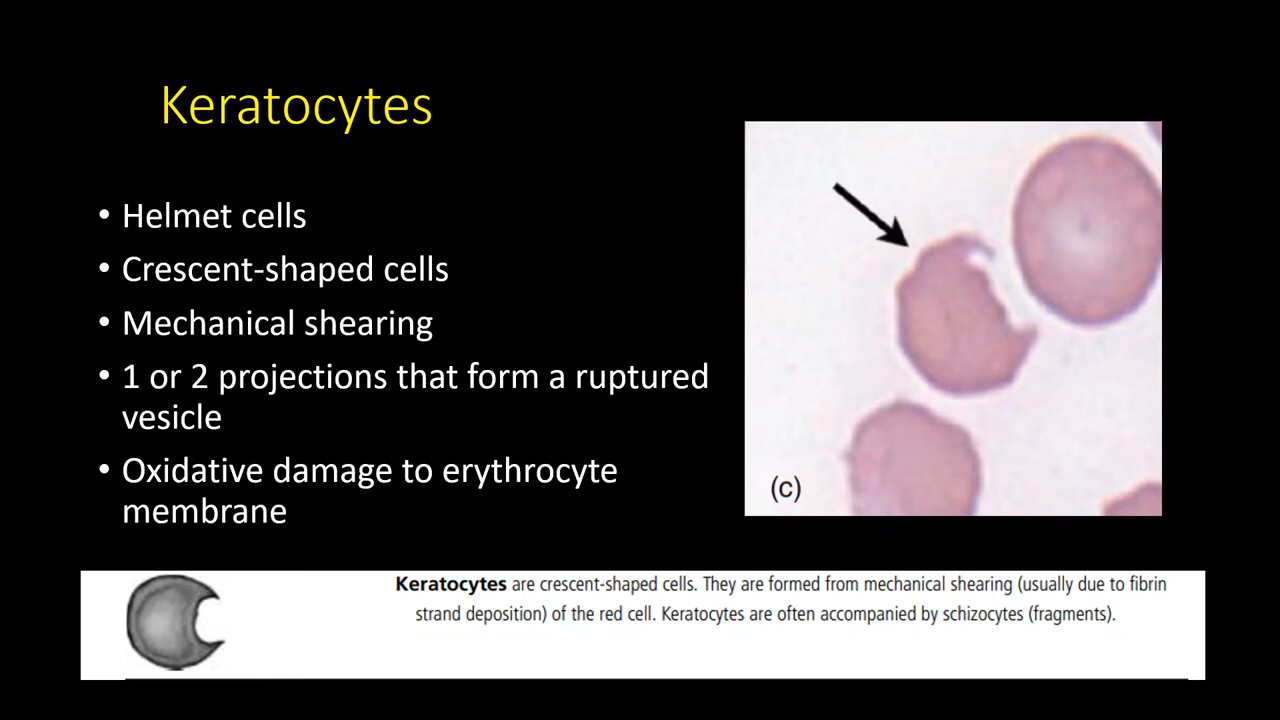 Keratocytes
• Helmet cells
• Crescent-shaped cells
• Mechanical shearing
• 1 or 2 projections that form a ruptured
vesicle
• Oxidative damage to erythrocyte
membrane
(c)
Keratocytes are crescent-shaped cells. They are formed from mechanical shearing (usually due to fibrin
strand deposition) of the red cell. Keratocytes are often accompanied by schizocytes (fragments).